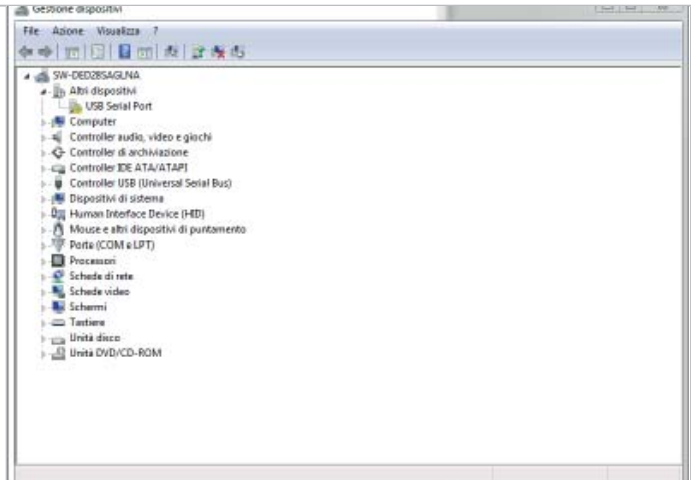 Gestione dispositivi
File Azione Visualizza ?
SW-DED28SAGLNA
Altri dispositivi
USB Serial Port
Computer
Controller audio, video e giochi
Controller di archiviazione
Controller IDE ATA/ATAPI
Controller USB (Universal Serial Bus)
Dispositivi di sistema
Human Interface Device (HID)
Mouse e altri dispositivi di puntamento
Porte (COM e LPT)
Processori
Schede di rete
Schede video
Schermi
Tastiere
Unità disco
Unità DVD/CD-ROM